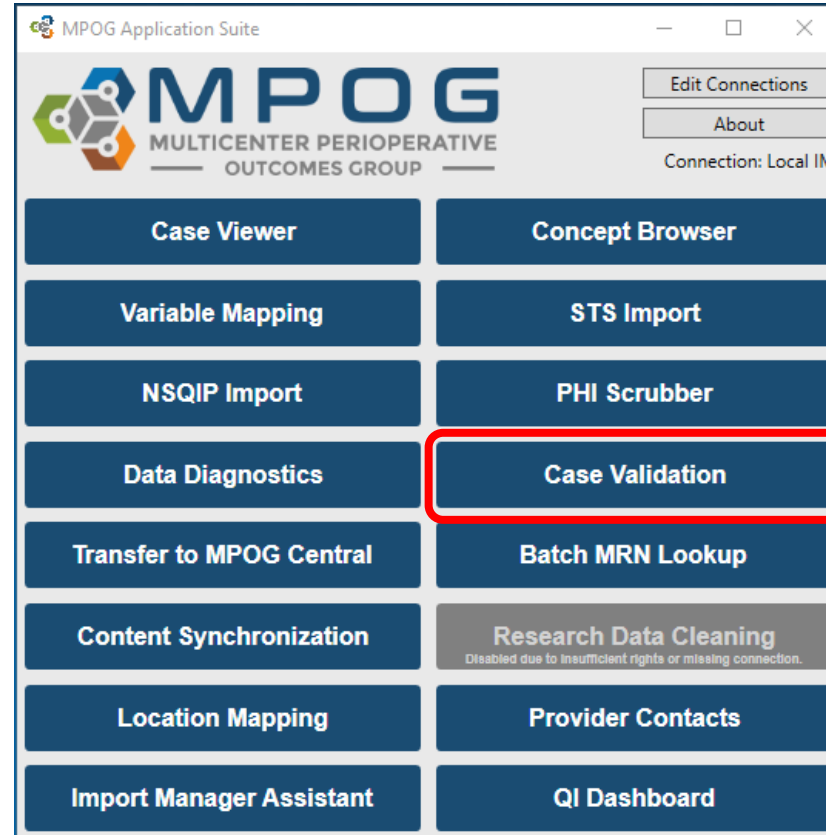 MPOG Application Suite
MPOG
MULTICENTER PERIOPERATIVE
OUTCOMES GROUP
Edit Connections
About
Connection: Local IM
Case Viewer
Concept Browser
Variable Mapping
STS Import
NSQIP Import
PHI Scrubber
Data Diagnostics
Case Validation
Transfer to MPOG Central
Batch MRN Lookup
Content Synchronization
Research Data Cleaning
Disabled due to insufficient rights or missing connection.
Location Mapping
Provider Contacts
Import Manager Assistant
QI Dashboard